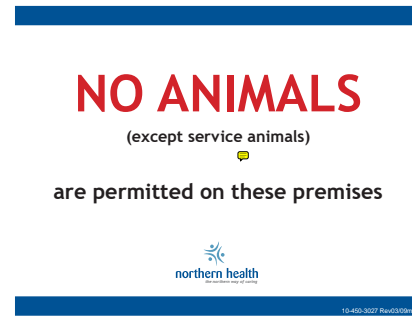 NO ANIMALS
(except service animals)
are permitted on these premises
northern health
the northern way of caring
10-450-3027 Rev03/09m